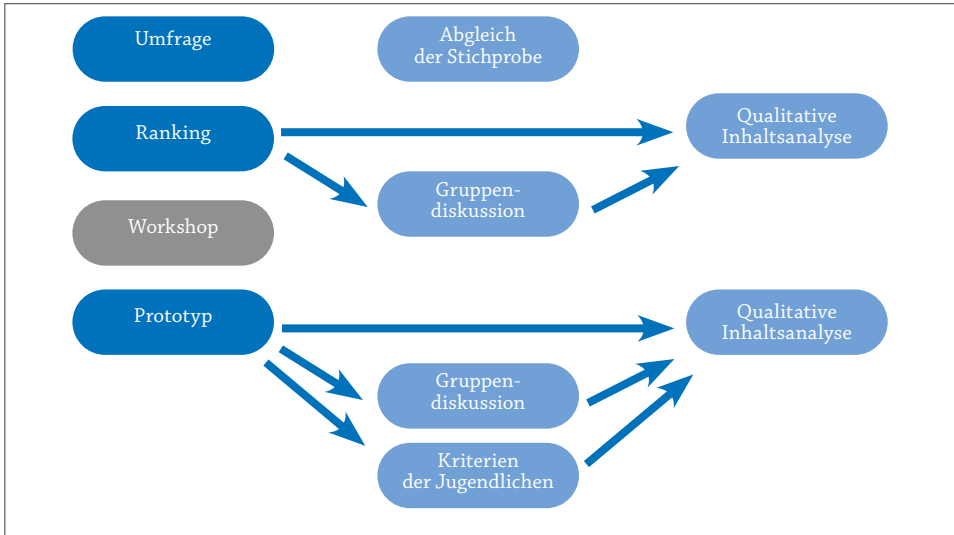 Umfrage
Abgleich
der Stichprobe
Ranking
Qualitative
Inhaltsanalyse
Gruppen-
diskussion
Workshop
Prototyp
Qualitative
Inhaltsanalyse
Gruppen-
diskussion
Kriterien
der Jugendlichen